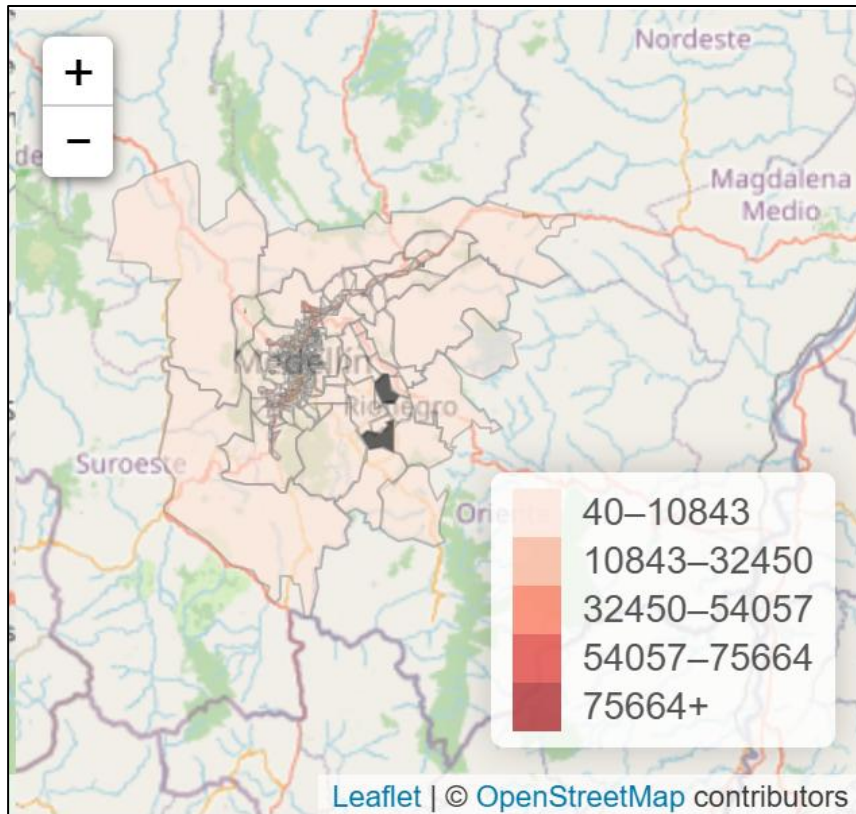 +
−
Nordeste
Magdalena
Medio
Medellín
Rionegro
Suroeste
40–10843
10843–32450
32450–54057
54057–75664
75664+
Leaflet | © OpenStreetMap contributors